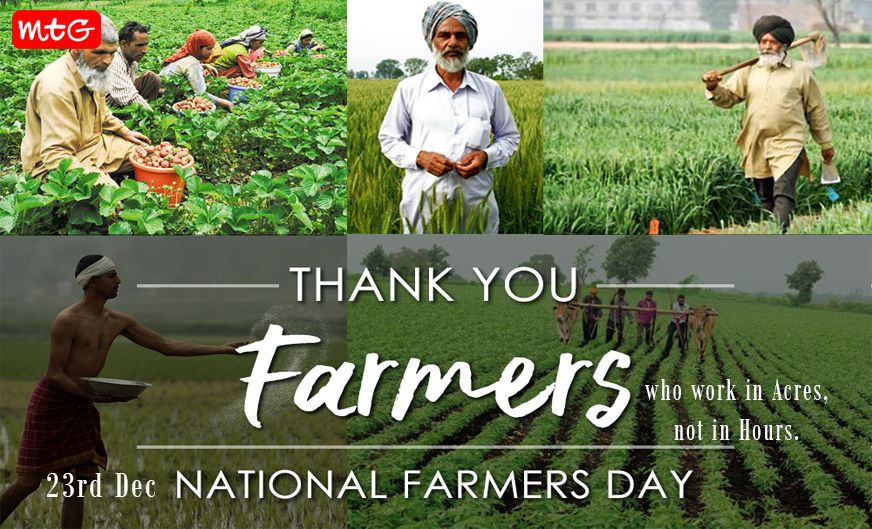 mtG
THANK YOU
Farmers
who work in Acres,
not in Hours.
23rd Dec
NATIONAL FARMERS DAY